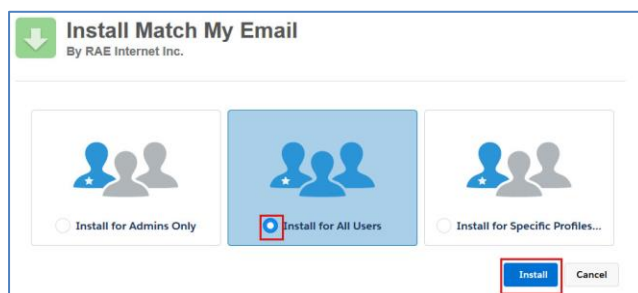 Install Match My Email
By RAE Internet Inc.
Install for Admins Only
Install for All Users
Install for Specific Profiles...
Install
Cancel